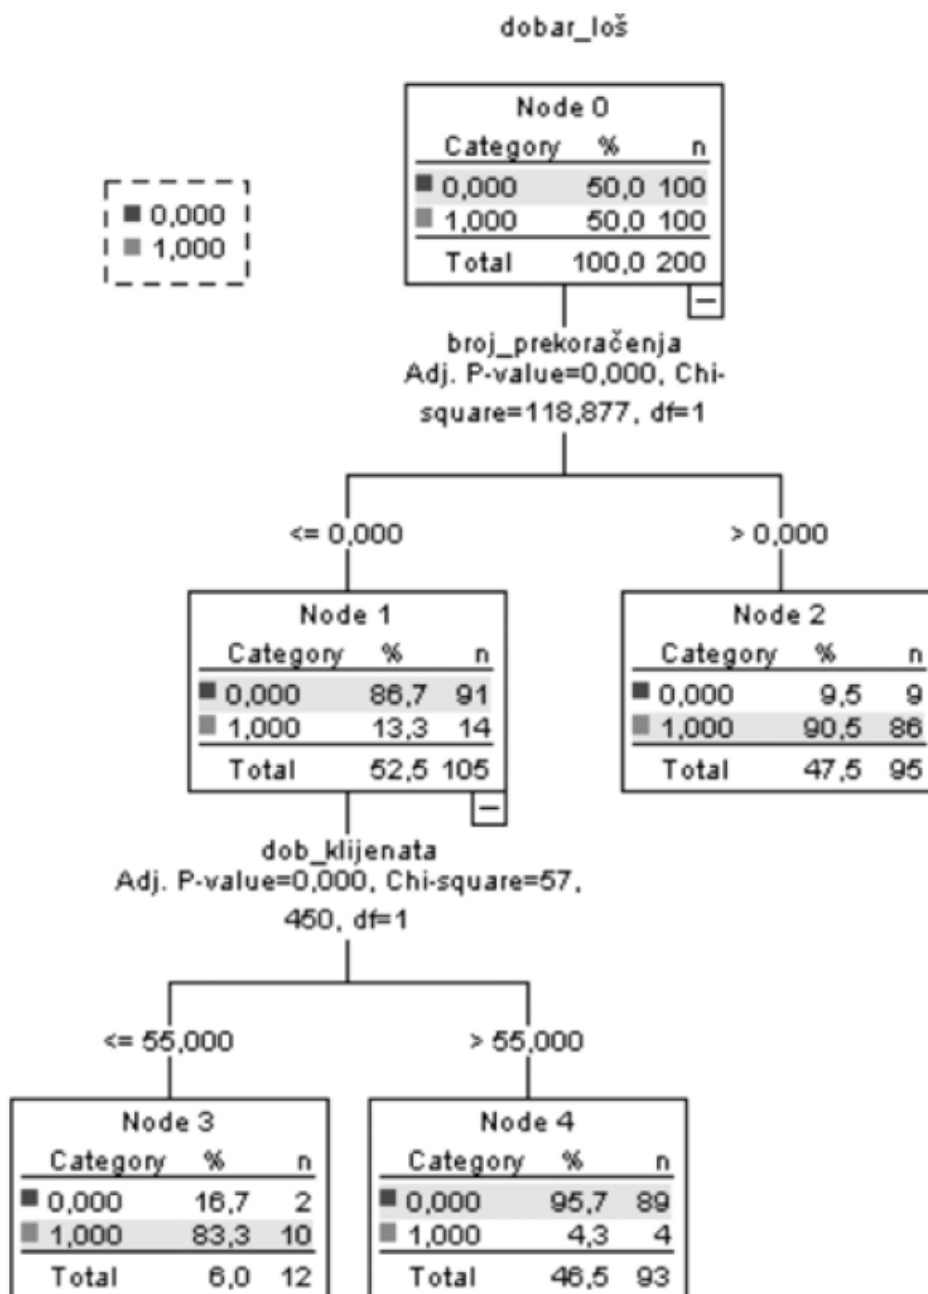 dobar_loš
Node 0
Category % n
0,000 50,0 100
1,000 50,0 100
Total 100,0 200
0,000
1,000
broj_prekoračenja
Adj. P-value=0,000, Chi-
square=118,877, df=1
<= 0,000
> 0,000
Node 1
Category % n
0,000 86,7 91
1,000 13,3 14
Total 52,5 105
Node 2
Category % n
0,000 9,5 9
1,000 90,5 86
Total 47,5 95
dob_klijenata
Adj. P-value=0,000, Chi-square=57,
450, df=1
<= 55,000
> 55,000
Node 3
Category % n
0,000 16,7 2
1,000 83,3 10
Total 6,0 12
Node 4
Category % n
0,000 95,7 89
1,000 4,3 4
Total 46,5 93